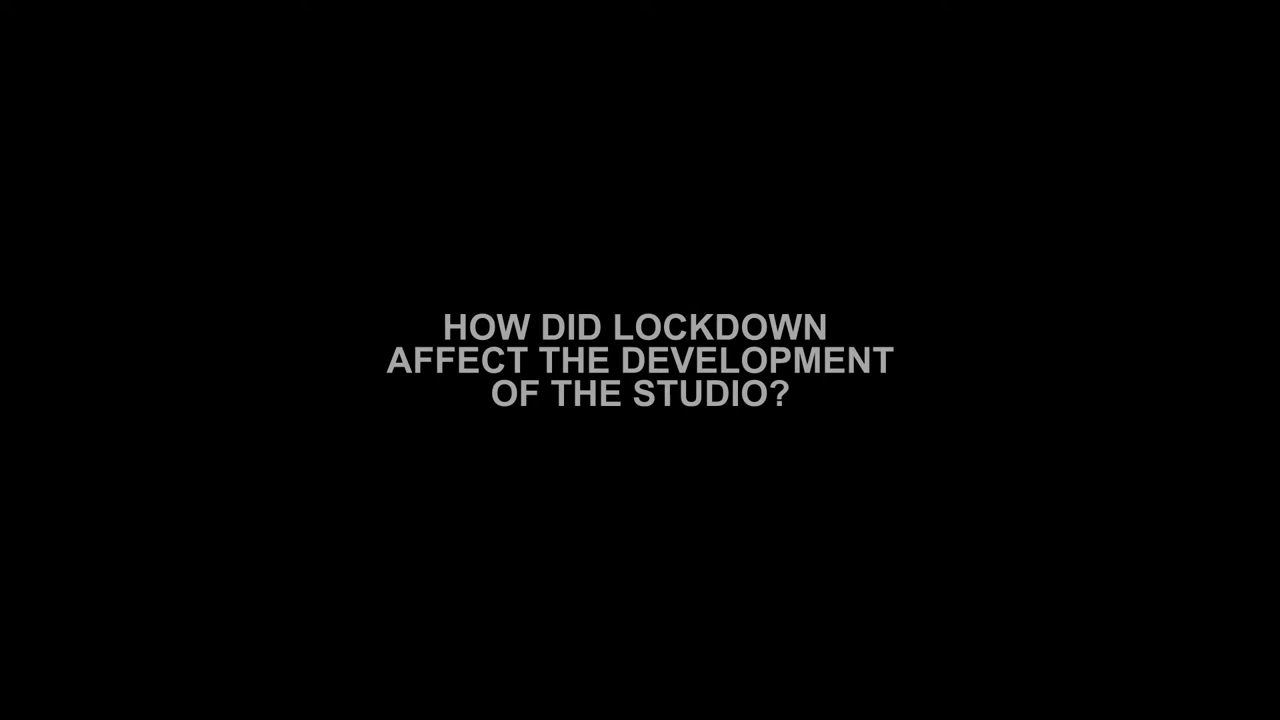 HOW DID LOCKDOWN
AFFECT THE DEVELOPMENT
OF THE STUDIO?